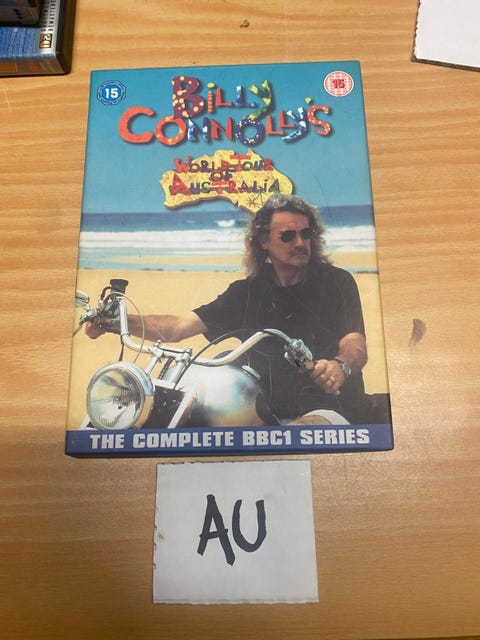 15
15
BILLY
CONNOLLY'S
WORLD TOUR
OF
AUSTRALIA
THE COMPLETE BBC1 SERIES
AU